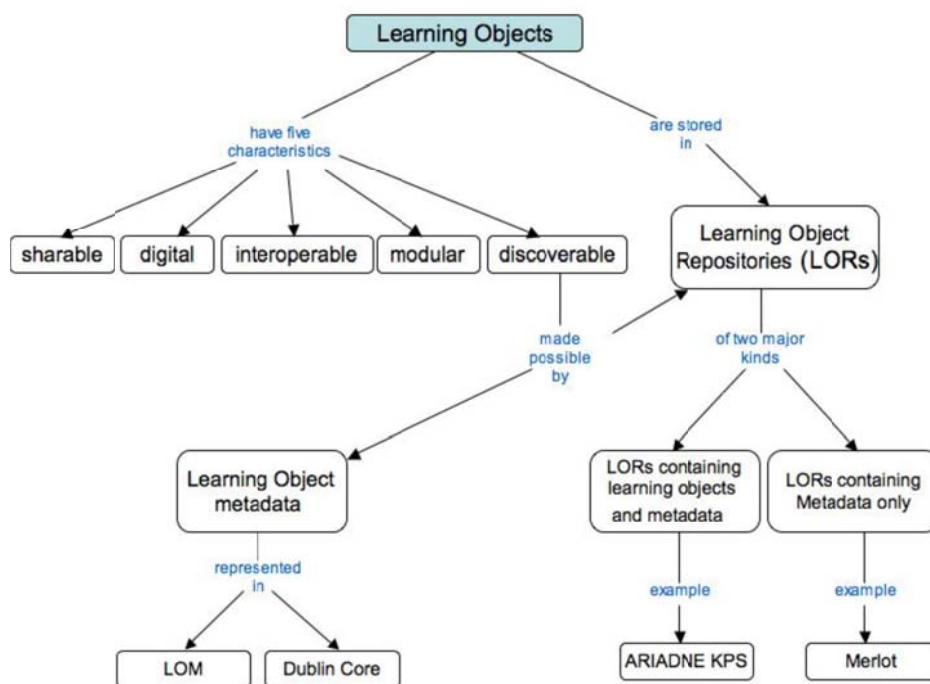 Learning Objects
have five
characteristics
are stored
in
sharable
digital
interoperable
modular
discoverable
Learning Object
Repositories (LORs)
made
possible
by
of two major
kinds
Learning Object
metadata
LORs containing
learning objects
and metadata
LORs containing
Metadata only
represented
in
example
example
LOM
Dublin Core
ARIADNE KPS
Merlot